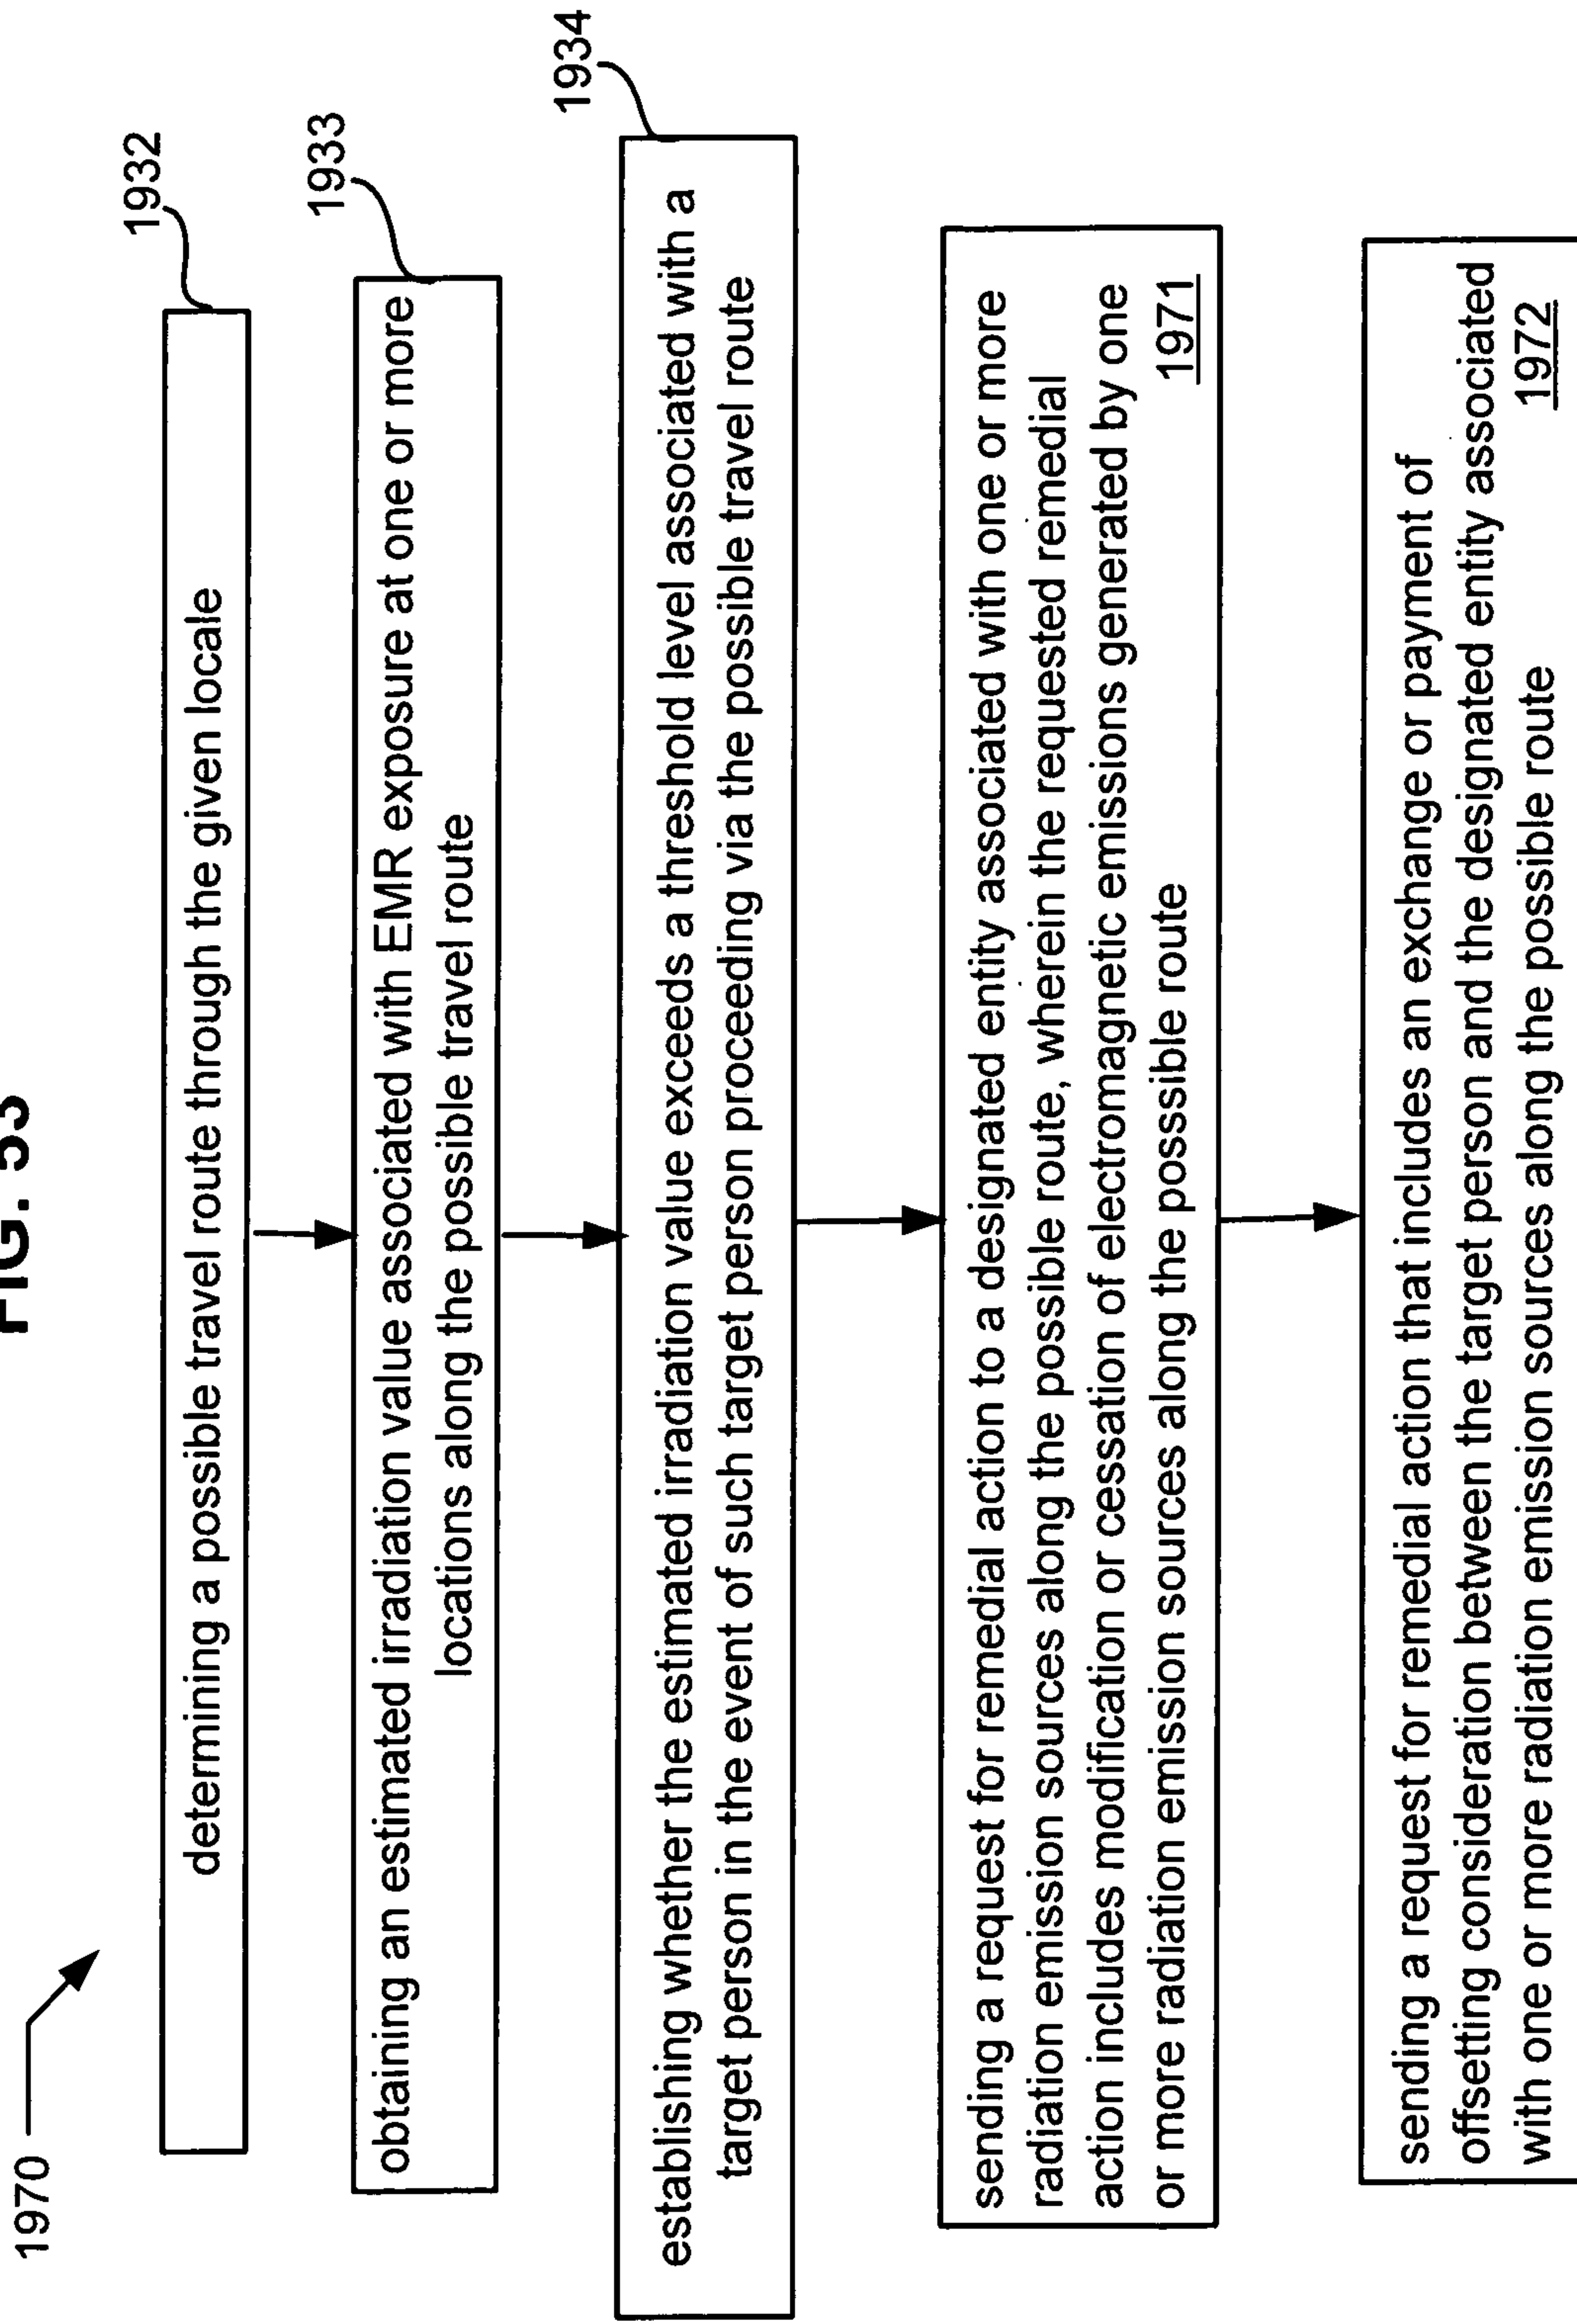 FIG. 53
1970
1932
determining a possible travel route through the given locale
1933
obtaining an estimated irradiation value associated with EMR exposure at one or more
locations along the possible travel route
1934
establishing whether the estimated irradiation value exceeds a threshold level associated with a
target person in the event of such target person proceeding via the possible travel route
sending a request for remedial action to a designated entity associated with one or more
radiation emission sources along the possible route, wherein the requested remedial
action includes modification or cessation of electromagnetic emissions generated by one
or more radiation emission sources along the possible route
1971
sending a request for remedial action that includes an exchange or payment of
offsetting consideration between the target person and the designated entity associated
with one or more radiation emission sources along the possible route
1972